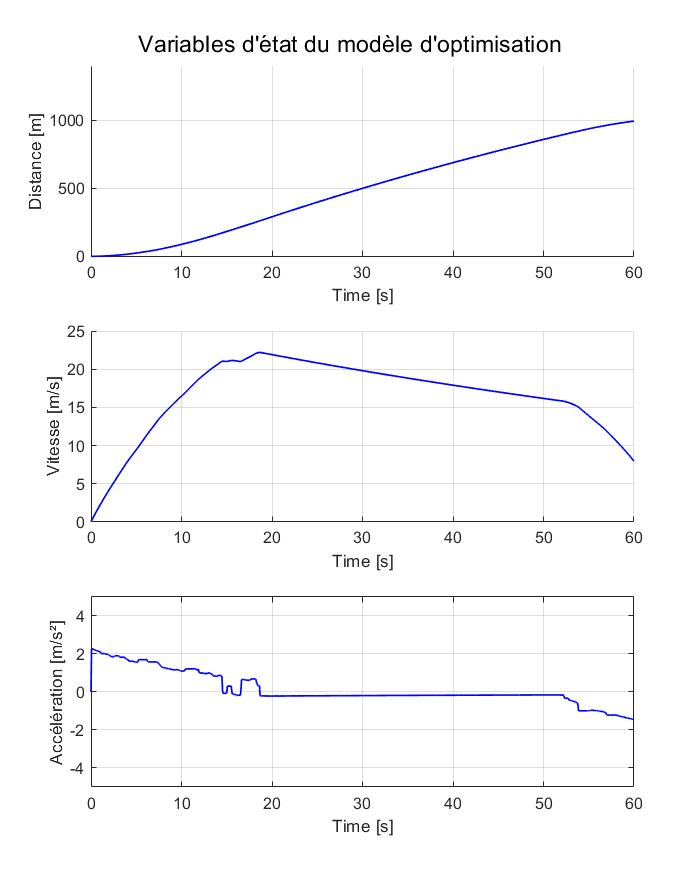 Variables d'état du modèle d'optimisation
1000
500
0
Distance [m]
0 10 20 30 40 50 60
Time [s]
25
20
15
10
5
0
Vitesse [m/s]
0 10 20 30 40 50 60
Time [s]
4
2
0
-2
-4
Accélération [m/s²]
0 10 20 30 40 50 60
Time [s]